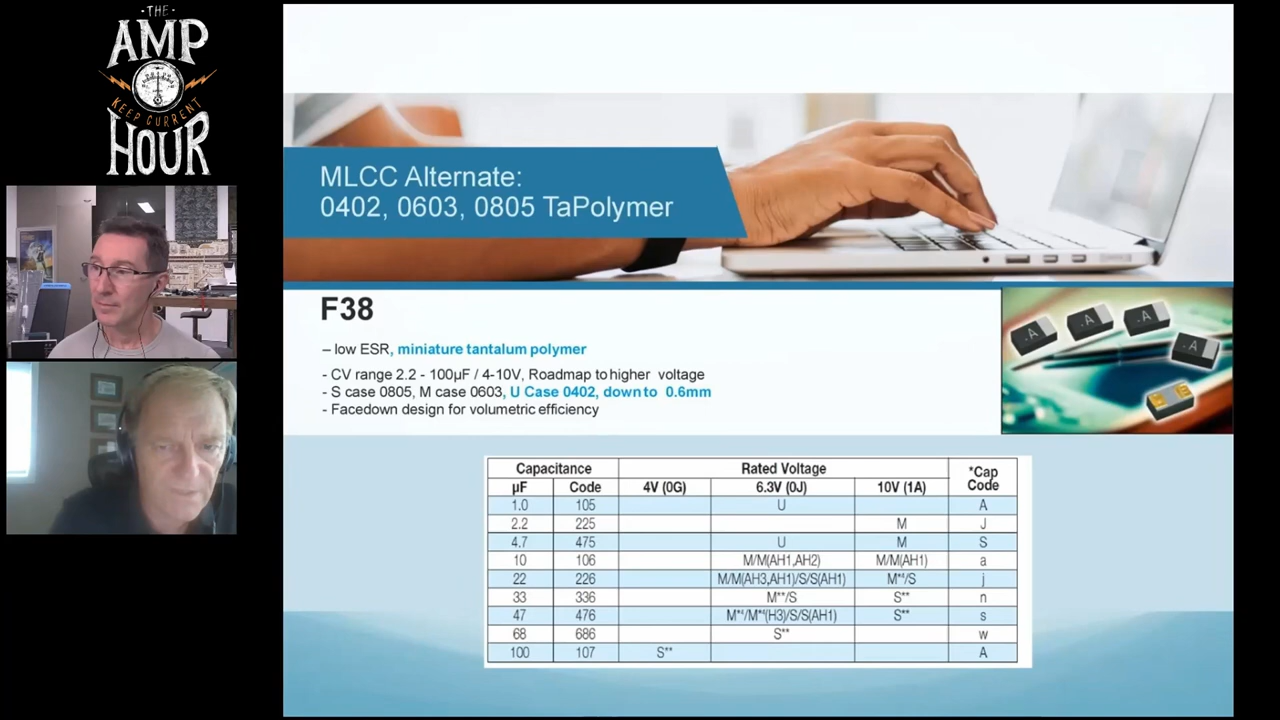 ·THE·
AMP
KEEP CURRENT
HOUR
MLCC Alternate:
0402, 0603, 0805 TaPolymer
F38
– low ESR, miniature tantalum polymer
- CV range 2.2 - 100µF / 4-10V, Roadmap to higher voltage
- S case 0805, M case 0603, U Case 0402, down to 0.6mm
- Facedown design for volumetric efficiency
.A
.A
.A
.A
Capacitance Rated Voltage *Cap Code
µF Code 4V (0G) 6.3V (0J) 10V (1A)
1.0 105 U A
2.2 225 M J
4.7 475 U M S
10 106 M/M(AH1,AH2) M/M(AH1) a
22 226 M/M(AH3,AH1)/S/S(AH1) M**/S j
33 336 M**/S S** n
47 476 M**/M**(H3)/S/S(AH1) S** s
68 686 S** w
100 107 S** A